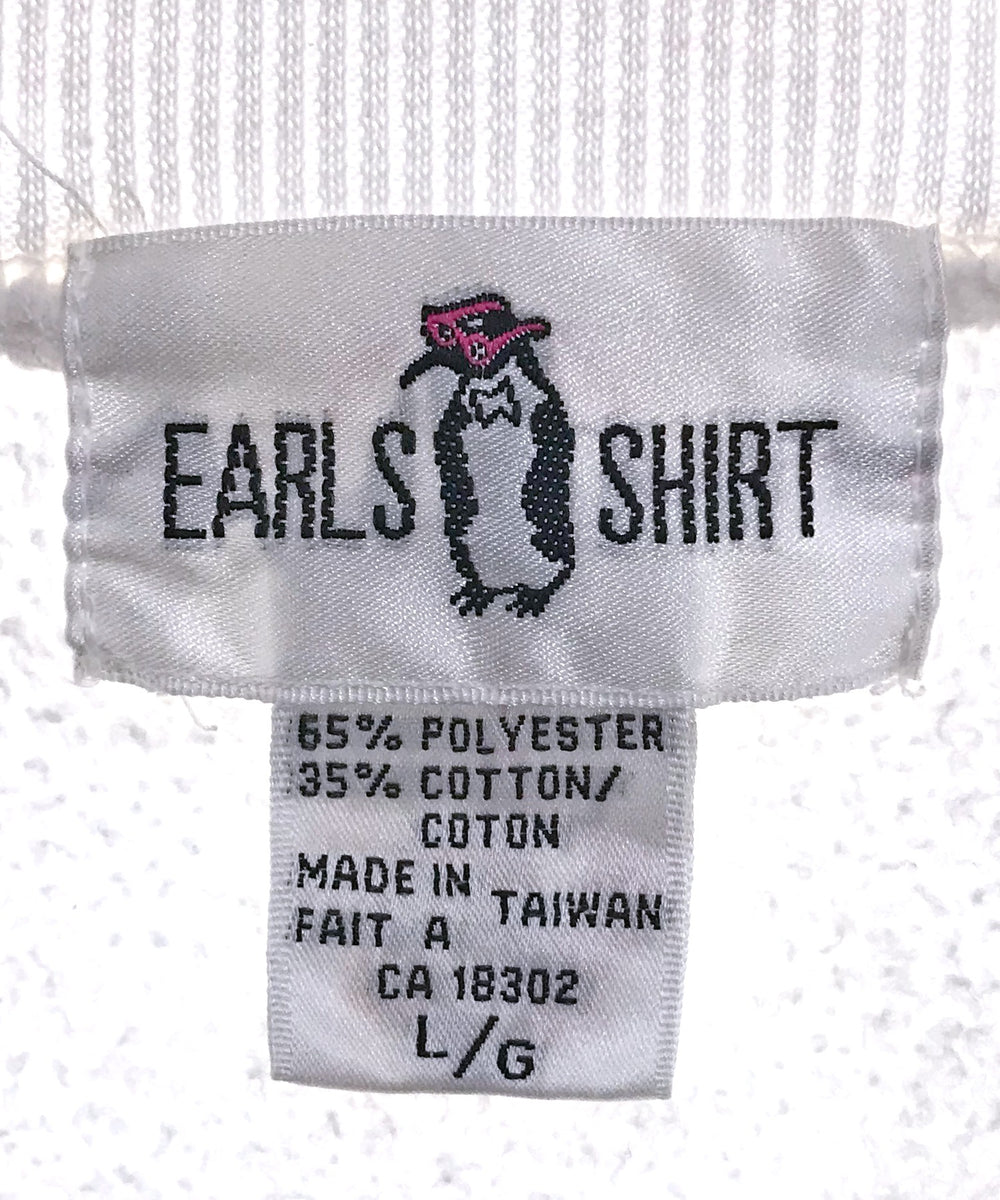 EARLS SHIRT
65% POLYESTER
35% COTTON/
COTON
MADE IN
FAIT A TAIWAN
CA 18302
L/G